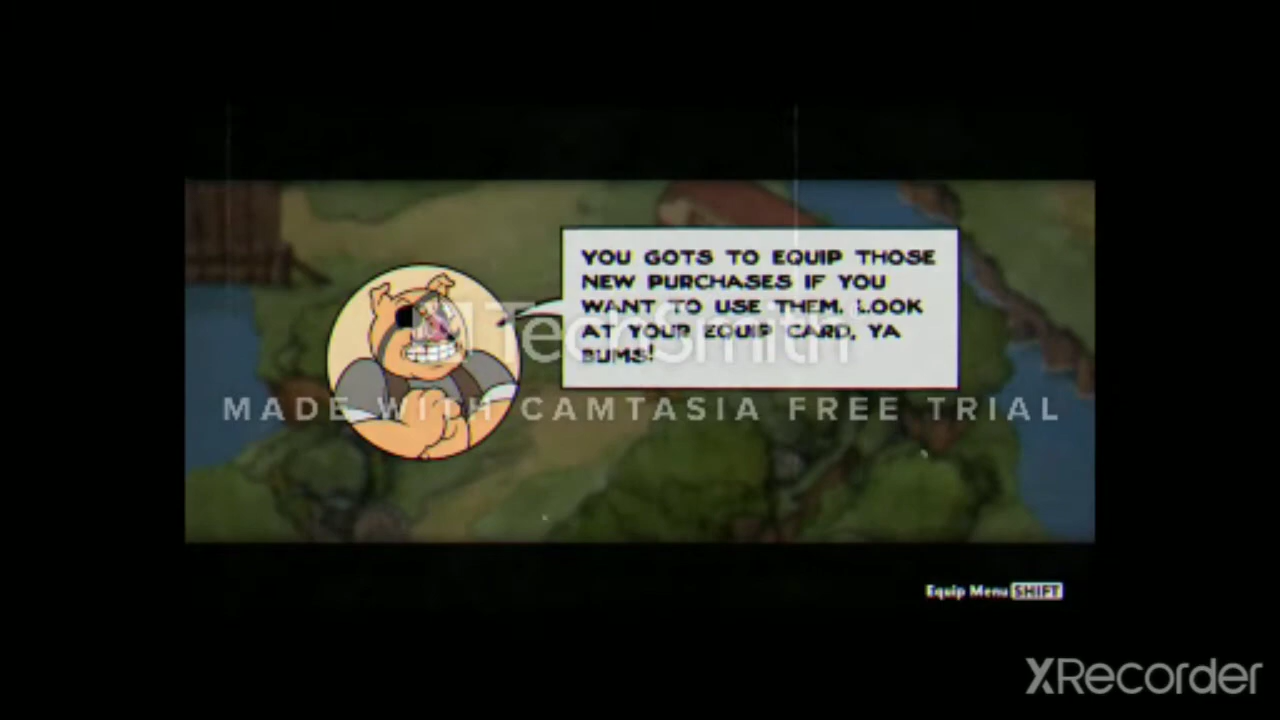 YOU GOTS TO EQUIP THOSE
NEW PURCHASES IF YOU
WANT TO USE THEM. LOOK
AT YOUR EQUIP CARD, YA
BUMS!
TechSmith
MADE WITH CAMTASIA FREE TRIAL
Equip Menu SHIFT
XRecorder